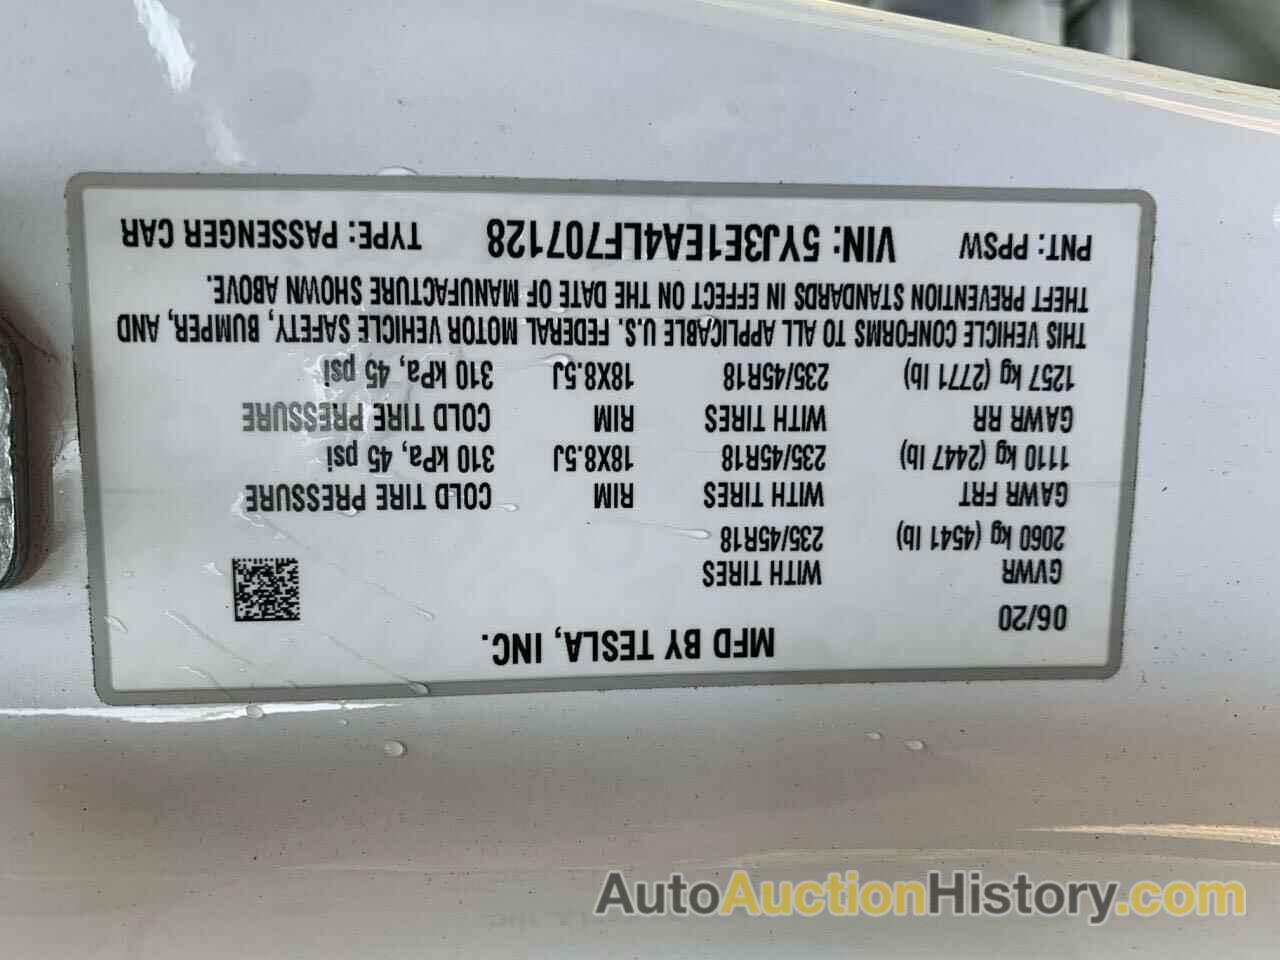 MFD BY TESLA, INC.
06/20
GVWR WITH TIRES
2060 kg (4541 lb) 235/45R18
GAWR FRT WITH TIRES RIM COLD TIRE PRESSURE
1110 kg (2447 lb) 235/45R18 18X8.5J 310 kPa, 45 psi
GAWR RR WITH TIRES RIM COLD TIRE PRESSURE
1257 kg (2771 lb) 235/45R18 18X8.5J 310 kPa, 45 psi
THIS VEHICLE CONFORMS TO ALL APPLICABLE U.S. FEDERAL MOTOR VEHICLE SAFETY, BUMPER, AND
THEFT PREVENTION STANDARDS IN EFFECT ON THE DATE OF MANUFACTURE SHOWN ABOVE.
PNT: PPSW VIN: 5YJ3E1EA4LF707128 TYPE: PASSENGER CAR
AutoAuctionHistory.com